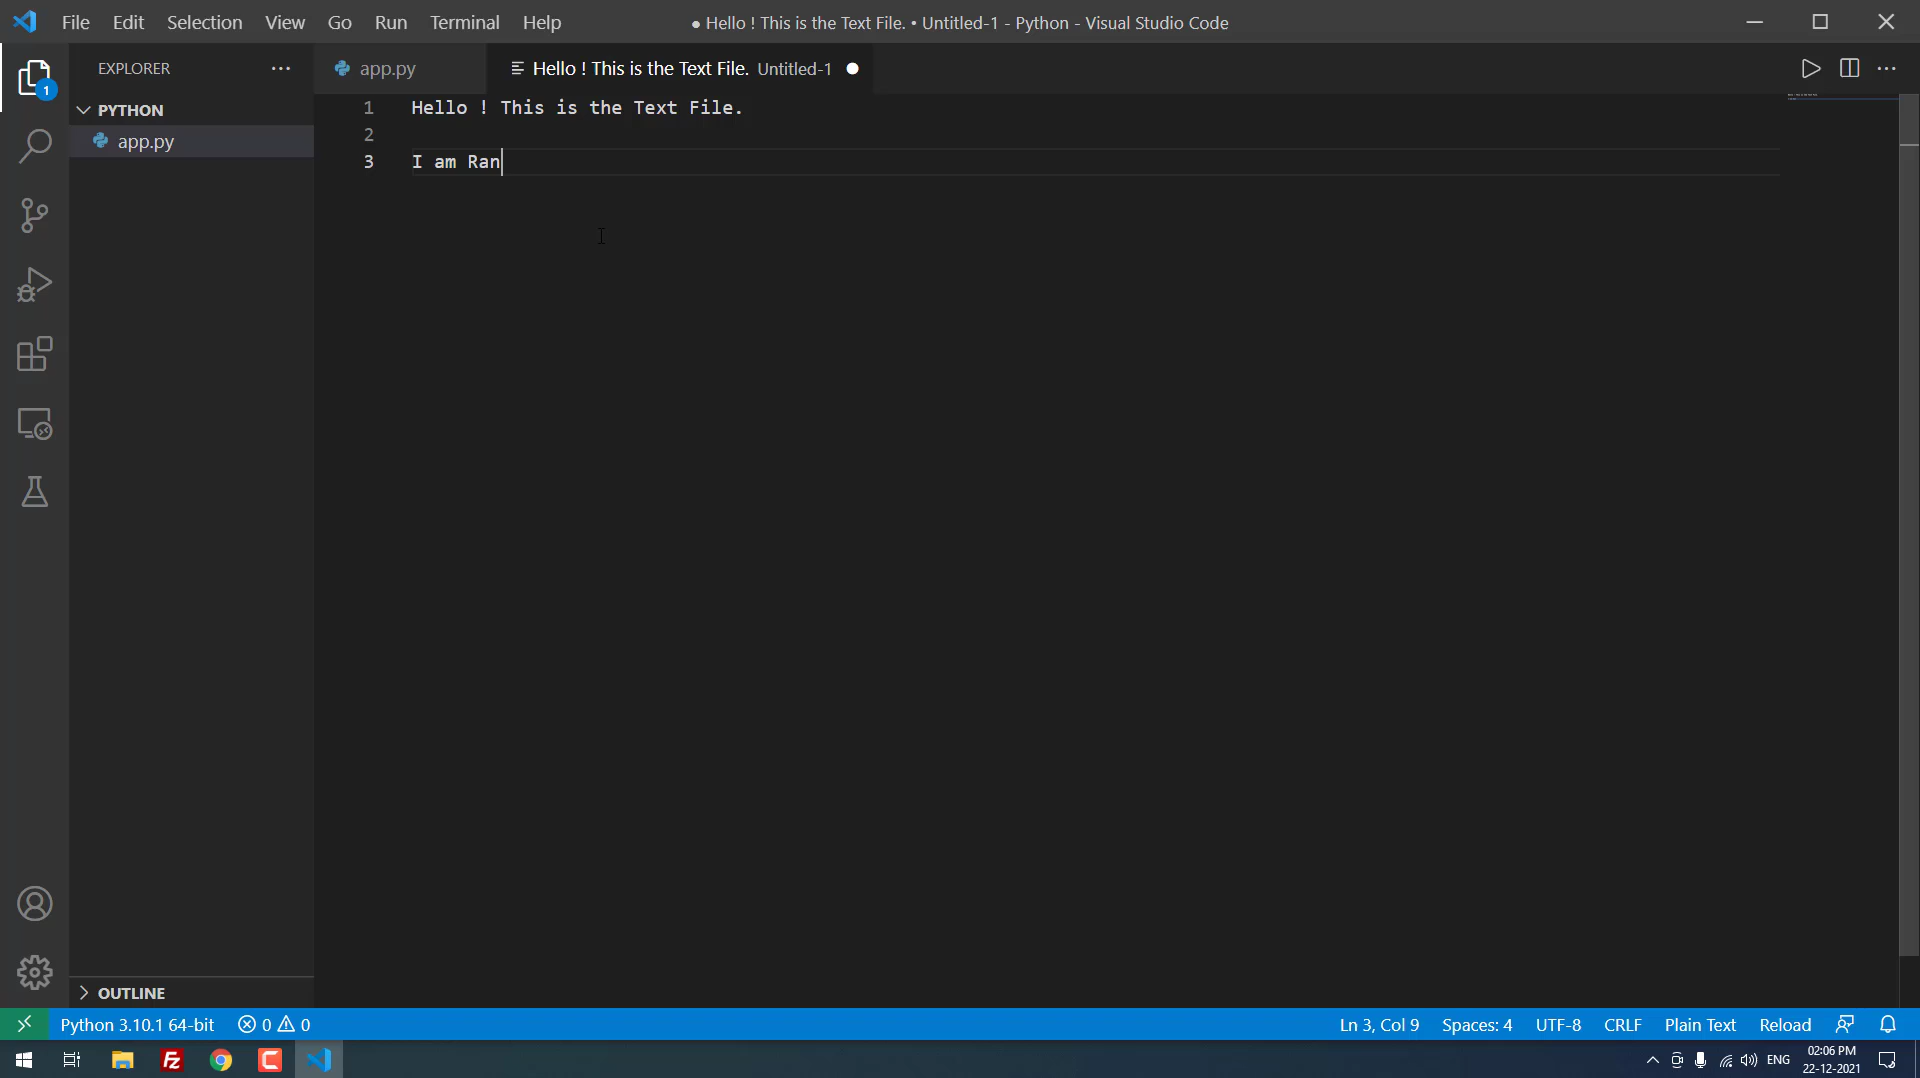 File Edit Selection View Go Run Terminal Help
● Hello ! This is the Text File. • Untitled-1 - Python - Visual Studio Code
EXPLORER
app.py
Hello ! This is the Text File. Untitled-1
1
PYTHON
app.py
1 Hello ! This is the Text File.
2
3 I am Ran
OUTLINE
Python 3.10.1 64-bit 0 0
Ln 3, Col 9 Spaces: 4 UTF-8 CRLF Plain Text Reload
Fz
C
ENG
02:06 PM
22-12-2021